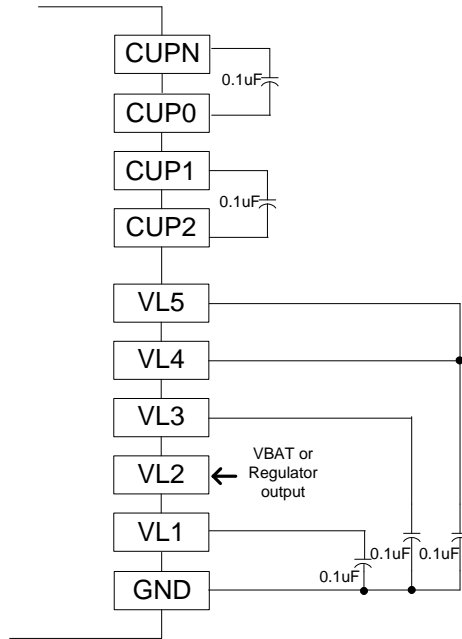 CUPN
0.1uF
CUP0
CUP1
0.1uF
CUP2
VL5
VL4
VL3
VL2
VBAT or
Regulator
output
VL1
0.1uF
0.1uF
0.1uF
GND